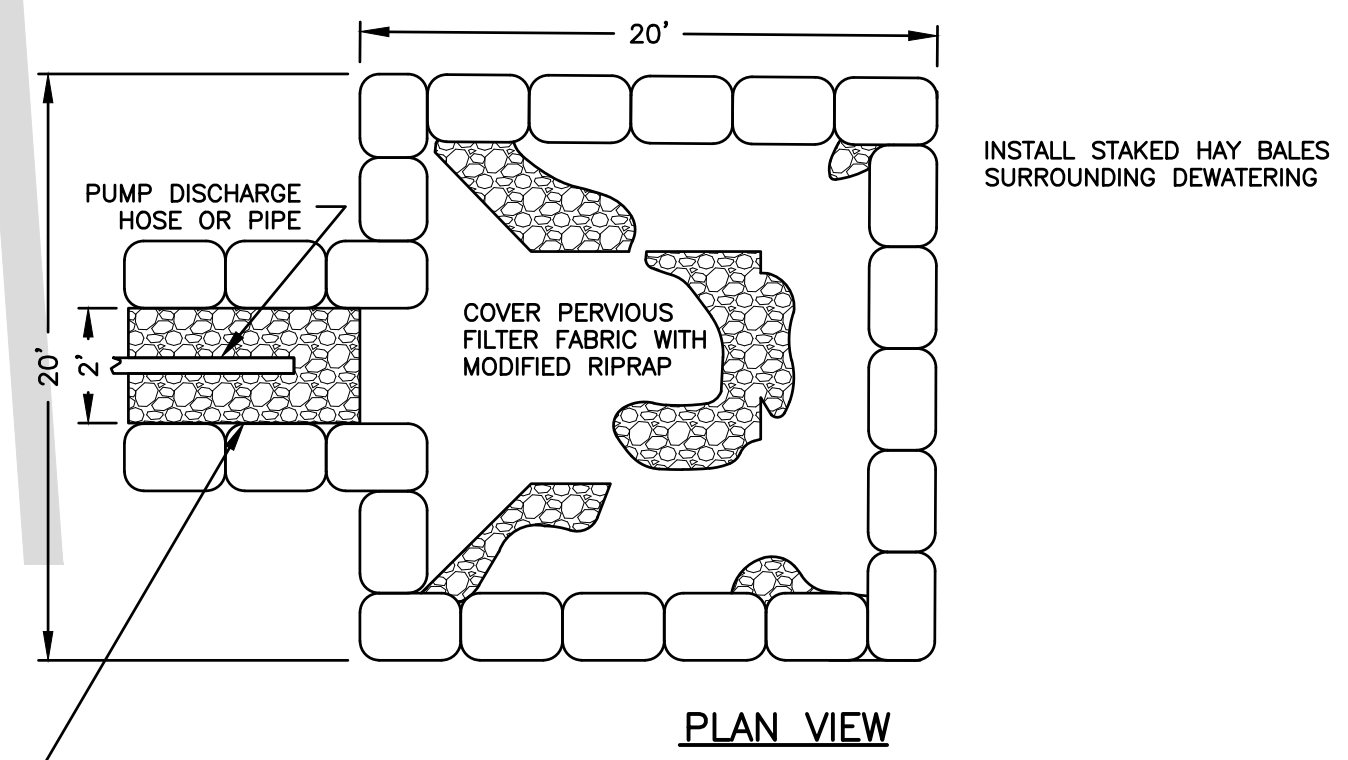 20'
INSTALL STAKED HAY BALES
SURROUNDING DEWATERING
PUMP DISCHARGE
HOSE OR PIPE
COVER PERVIOUS
FILTER FABRIC WITH
MODIFIED RIPRAP
20'
2'
PLAN VIEW